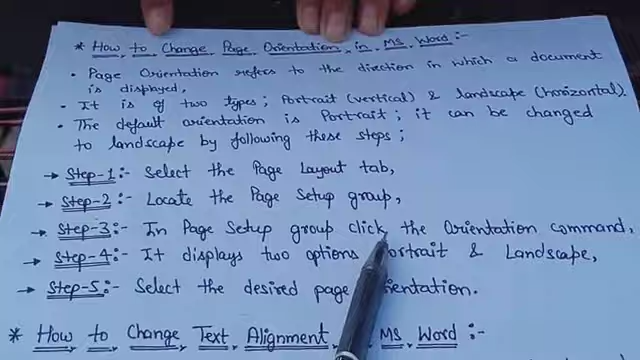 * How to Change Page Orientation in MS Word :-
• Page Orientation refers to the direction in which a document
is displayed,
• It is of two types; Portrait (vertical) & landscape (horizontal).
• The default orientation is Portrait; it can be changed
to landscape by following these steps;
→ Step-1:- Select the Page Layout tab,
→ Step-2:- Locate the Page Setup group,
→ Step-3:- In Page Setup group click the Orientation command,
→ Step-4:- It displays two options Portrait & Landscape,
→ Step-5:- Select the desired page orientation.
* How to Change Text Alignment MS Word :-